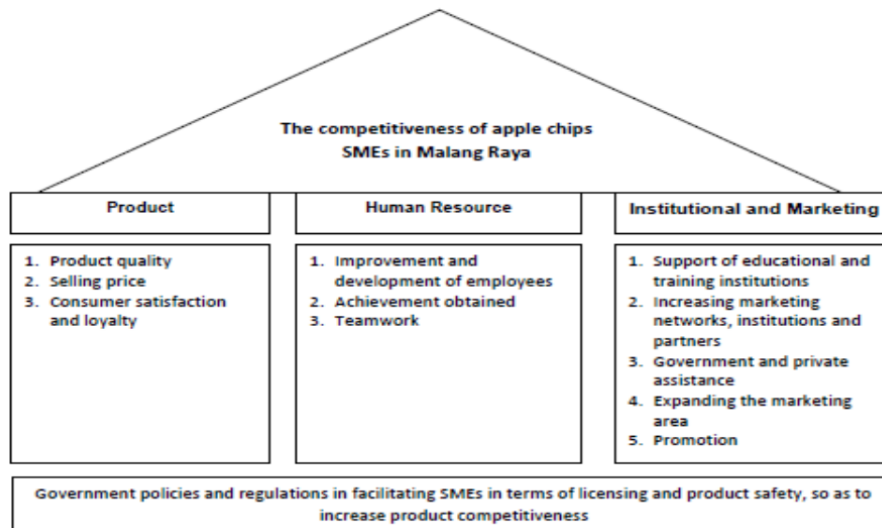 The competitiveness of apple chips
SMEs in Malang Raya
Product
1. Product quality
2. Selling price
3. Consumer satisfaction
and loyalty
Human Resource
1. Improvement and
development of employees
2. Achievement obtained
3. Teamwork
Institutional and Marketing
1. Support of educational and
training institutions
2. Increasing marketing
networks, institutions and
partners
3. Government and private
assistance
4. Expanding the marketing
area
5. Promotion
Government policies and regulations in facilitating SMEs in terms of licensing and product safety, so as to
increase product competitiveness